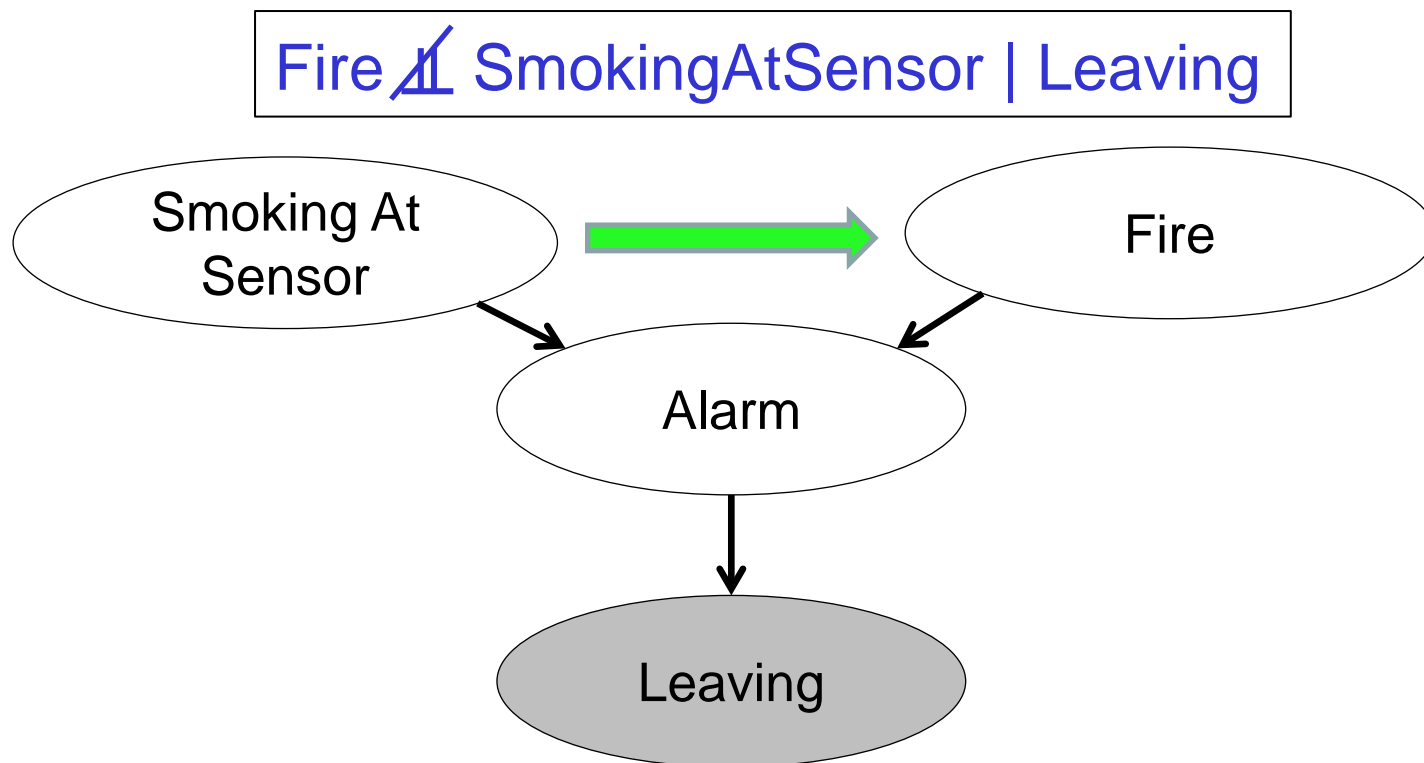 Fire ⫫̸ SmokingAtSensor | Leaving
Smoking At
Sensor
Fire
Alarm
Leaving